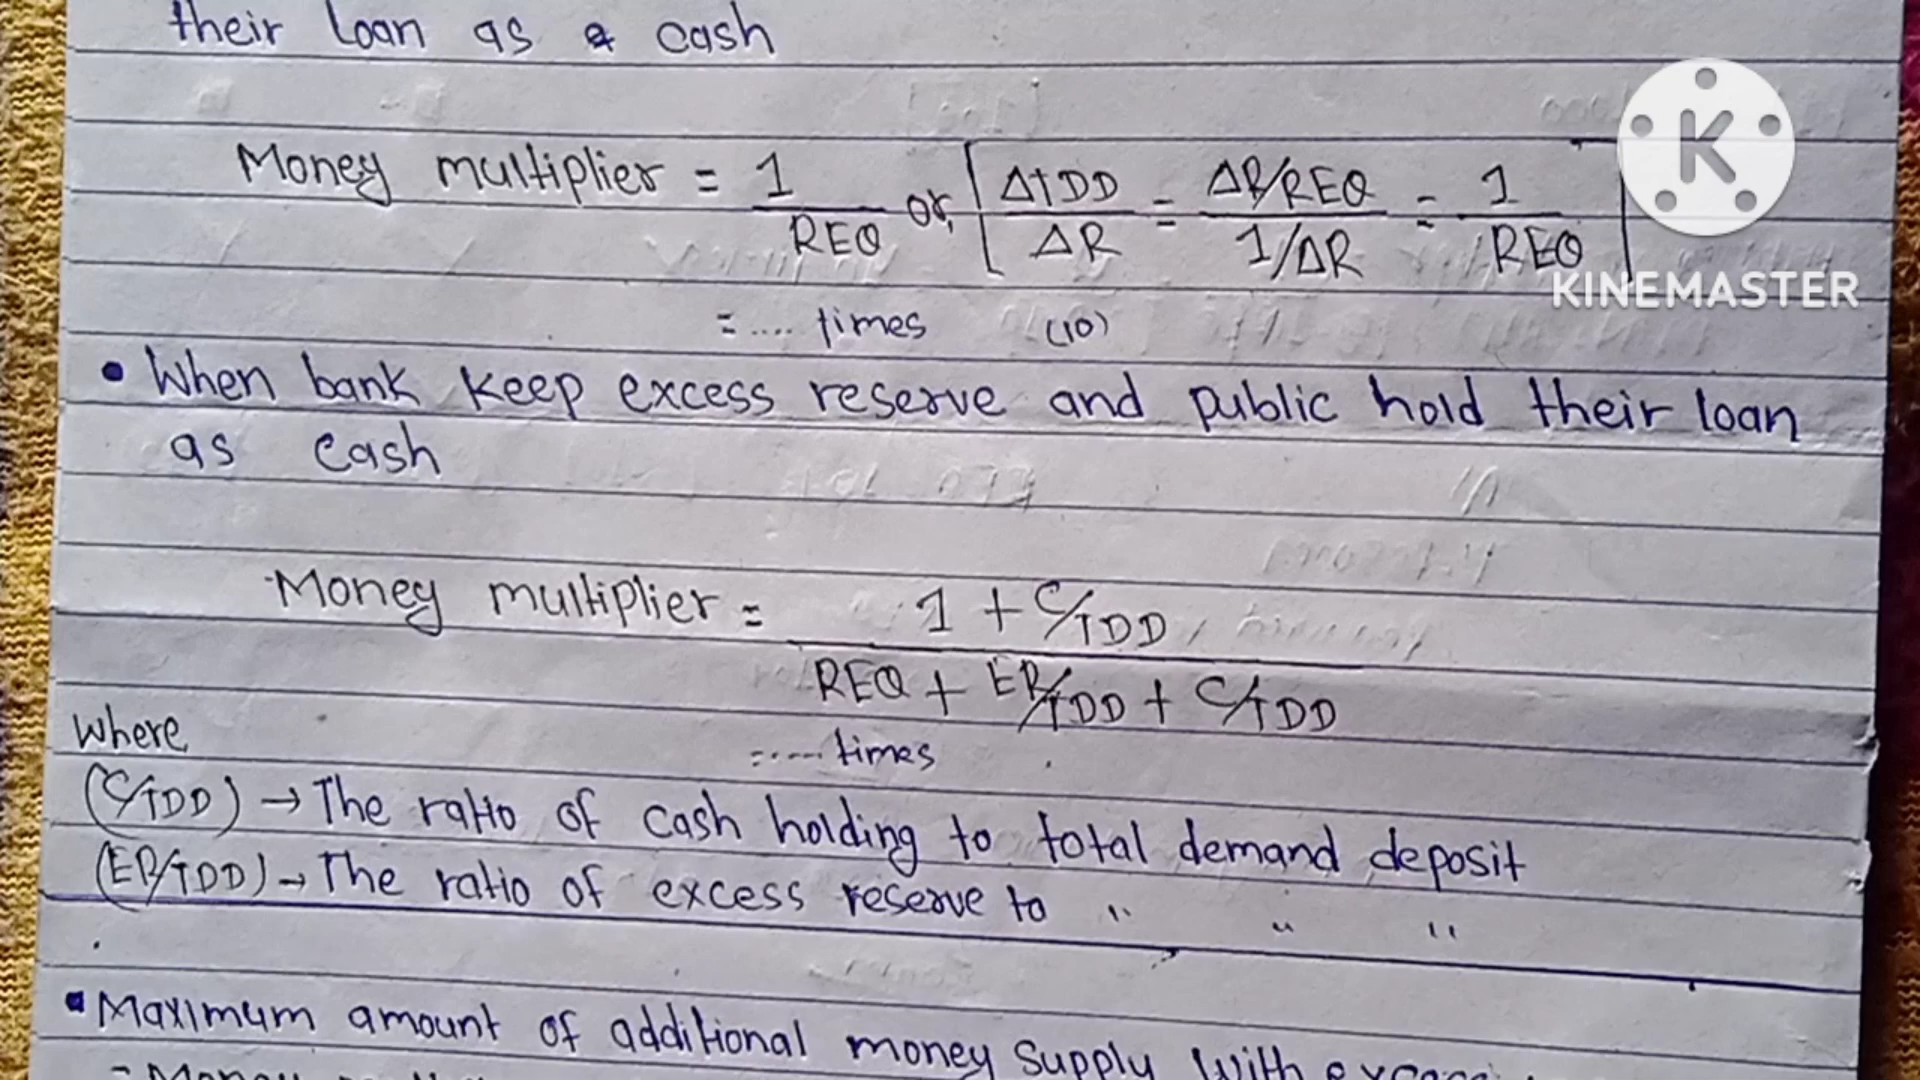 their loan as a cash
Money multiplier = 1/REQ or, [ΔTDD/ΔR = ΔR/REQ / 1/ΔR = 1/REQ]
K
KINEMASTER
= .... times (10)
• When bank keep excess reserve and public hold their loan
as cash
Money multiplier = 1 + C/TDD / REQ + ER/TDD + C/TDD
Where
= ..... times
(C/TDD) → The ratio of cash holding to total demand deposit
(ER/TDD) → The ratio of excess reserve to " " "
• Maximum amount of additional money supply with excess
= Money